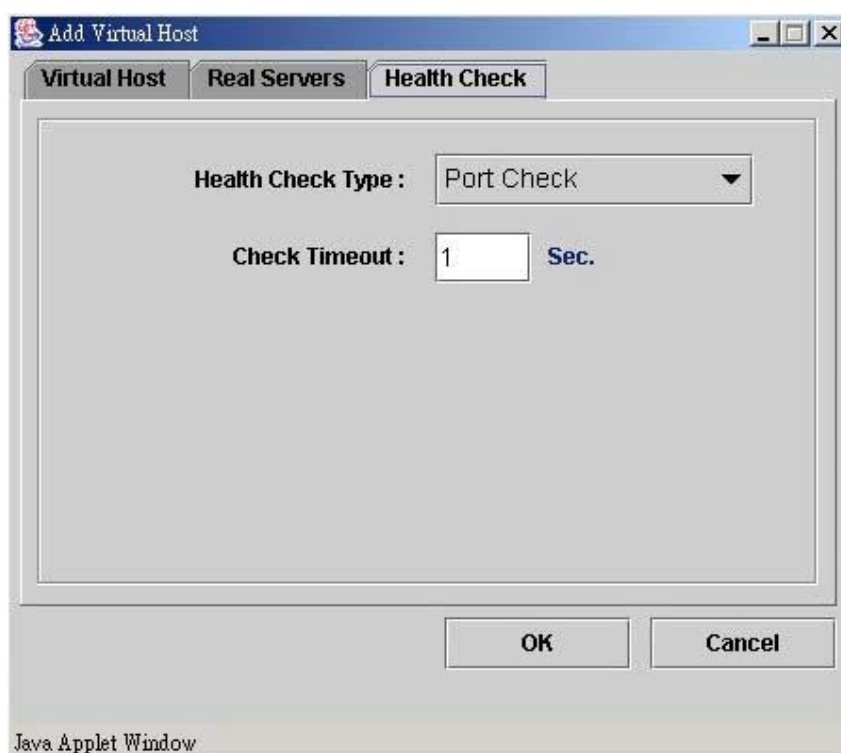 Add Virtual Host
Virtual Host Real Servers Health Check
Health Check Type : Port Check
Check Timeout : 1 Sec.
OK Cancel
Java Applet Window